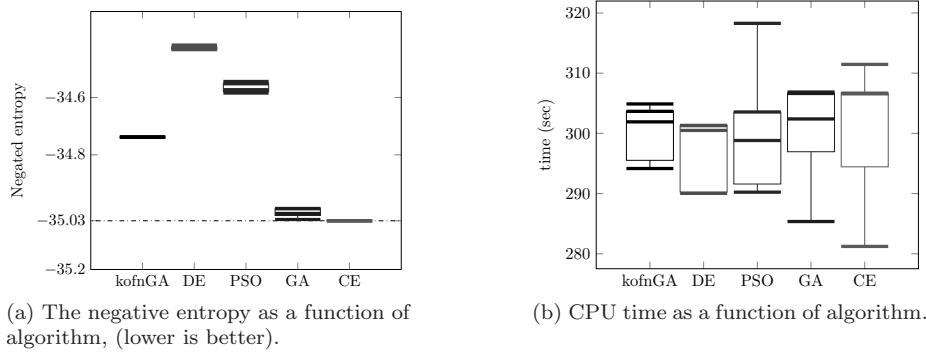 Negated entropy
−34.6
−34.8
−35.03
−35.2
kofnGA DE PSO GA CE
(a) The negative entropy as a function of
algorithm, (lower is better).
time (sec)
320
310
300
290
280
kofnGA DE PSO GA CE
(b) CPU time as a function of algorithm.